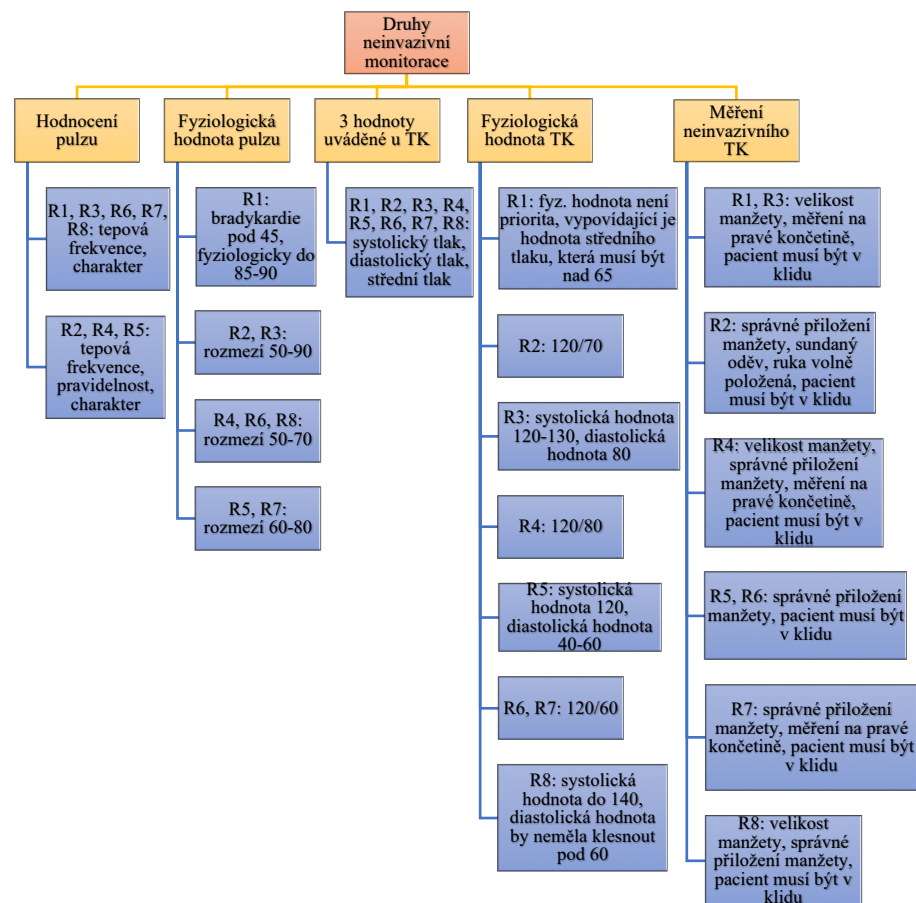 Druhy
neinvazivní
monitorace
Hodnocení
pulzu
R1, R3, R6, R7,
R8: tepová
frekvence,
charakter
R2, R4, R5:
tepová
frekvence,
pravidelnost,
charakter
Fyziologická
hodnota pulzu
R1:
bradykardie
pod 45,
fyziologicky do
85-90
R2, R3:
rozmezí 50-90
R4, R6, R8:
rozmezí 50-70
R5, R7:
rozmezí 60-80
3 hodnoty
uváděné u TK
R1, R2, R3, R4,
R5, R6, R7, R8:
systolický tlak,
diastolický tlak,
střední tlak
Fyziologická
hodnota TK
R1: fyz. hodnota není
priorita, vypovídající je
hodnota středního
tlaku, která musí být
nad 65
R2: 120/70
R3: systolická hodnota
120-130, diastolická
hodnota 80
R4: 120/80
R5: systolická
hodnota 120,
diastolická hodnota
40-60
R6, R7: 120/60
R8: systolická
hodnota do 140,
diastolická hodnota
by neměla klesnout
pod 60
Měření
neinvazivního
TK
R1, R3: velikost
manžety, měření na
pravé končetině,
pacient musí být v
klidu
R2: správné přiložení
manžety, sundaný
oděv, ruka volně
položená, pacient
musí být v klidu
R4: velikost manžety,
správné přiložení
manžety, měření na
pravé končetině,
pacient musí být v
klidu
R5, R6: správné přiložení
manžety, pacient musí být
v klidu
R7: správné přiložení
manžety, měření na pravé
končetině, pacient musí být
v klidu
R8: velikost
manžety, správné
přiložení manžety,
pacient musí být v
klidu